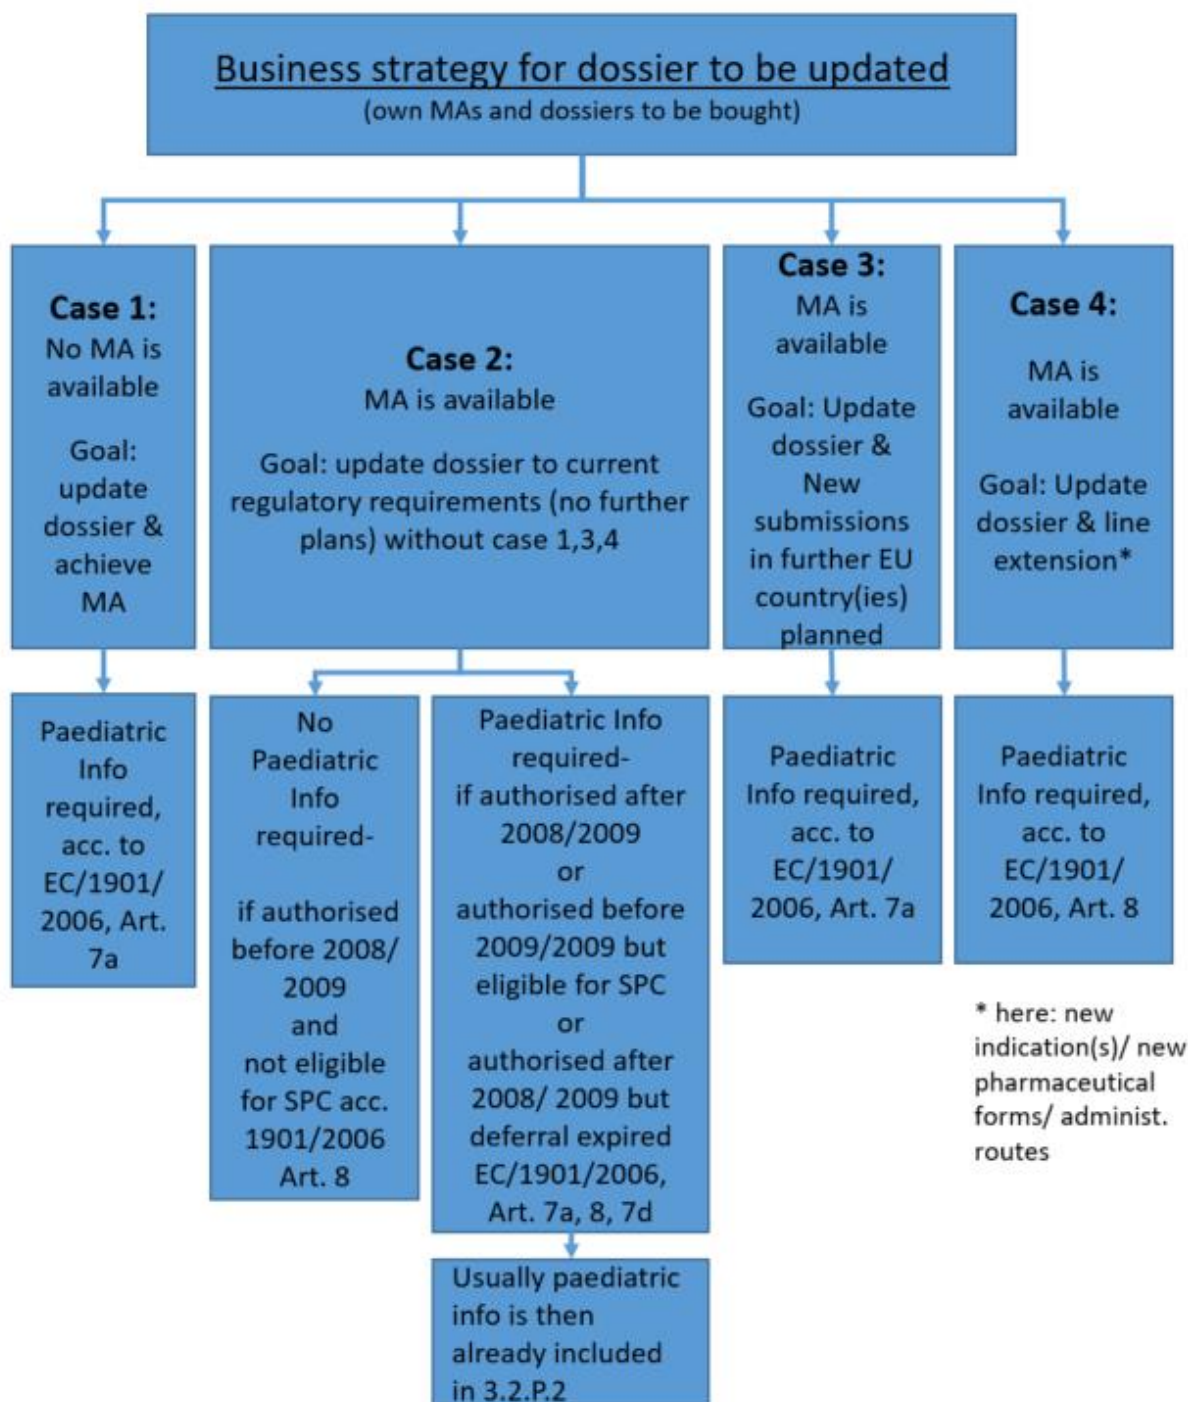 Business strategy for dossier to be updated
(own MAs and dossiers to be bought)
Case 1:
No MA is
available
Goal:
update
dossier &
achieve
MA
Case 2:
MA is available
Goal: update dossier to current
regulatory requirements (no further
plans) without case 1,3,4
Case 3:
MA is
available
Goal: Update
dossier &
New
submissions
in further EU
country(ies)
planned
Case 4:
MA is
available
Goal: Update
dossier & line
extension*
Paediatric
Info
required,
acc. to
EC/1901/
2006, Art.
7a
No
Paediatric
Info
required-
if authorised
before 2008/
2009
and
not eligible
for SPC acc.
1901/2006
Art. 8
Paediatric Info
required-
if authorised after
2008/2009
or
authorised before
2009/2009 but
eligible for SPC
or
authorised after
2008/ 2009 but
deferral expired
EC/1901/2006,
Art. 7a, 8, 7d
Usually paediatric
info is then
already included
in 3.2.P.2
Paediatric
Info required,
acc. to
EC/1901/
2006, Art. 7a
Paediatric
Info required,
acc. to
EC/1901/
2006, Art. 8
* here: new
indication(s)/ new
pharmaceutical
forms/ administ.
routes